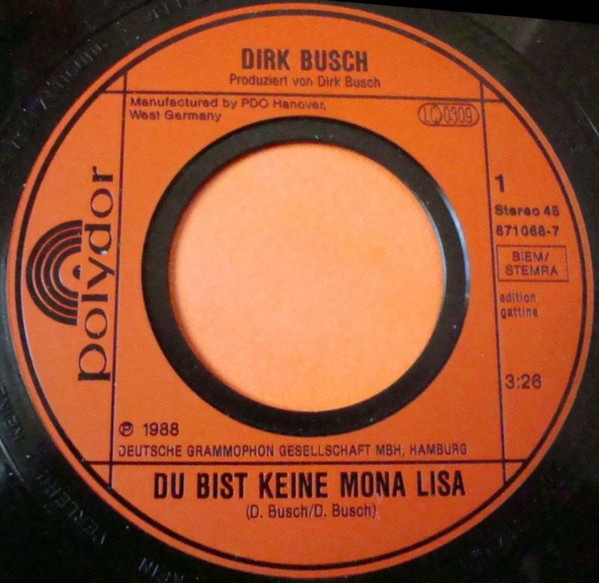 DIRK BUSCH
Produziert von Dirk Busch
Manufactured by PDO Hanover,
West Germany
LC 0309
polydor
1
Stereo 45
871068-7
BIEM/
STEMRA
edition
gattina
3:26
℗ 1988
DEUTSCHE GRAMMOPHON GESELLSCHAFT MBH, HAMBURG
DU BIST KEINE MONA LISA
(D. Busch/D. Busch)
VERLEIH
KEINE